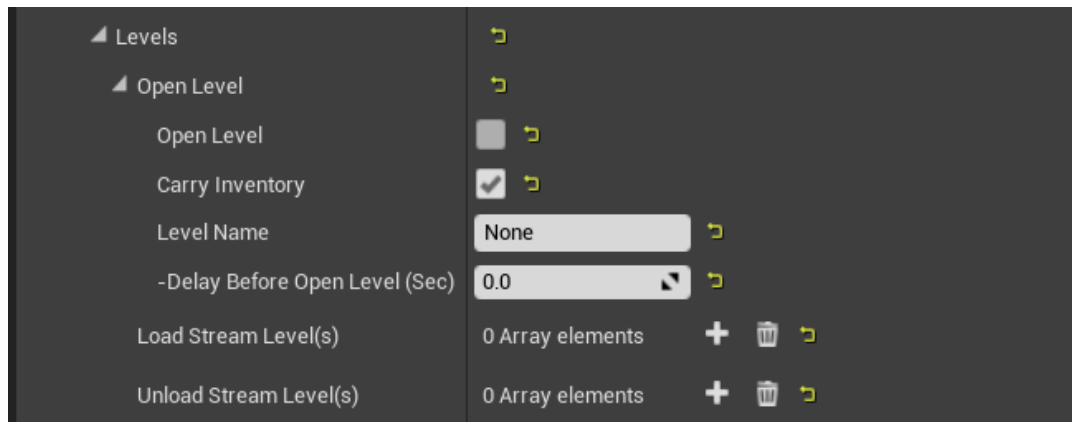 Levels
Open Level
Open Level
Carry Inventory
Level Name None
-Delay Before Open Level (Sec) 0.0
Load Stream Level(s) 0 Array elements
Unload Stream Level(s) 0 Array elements